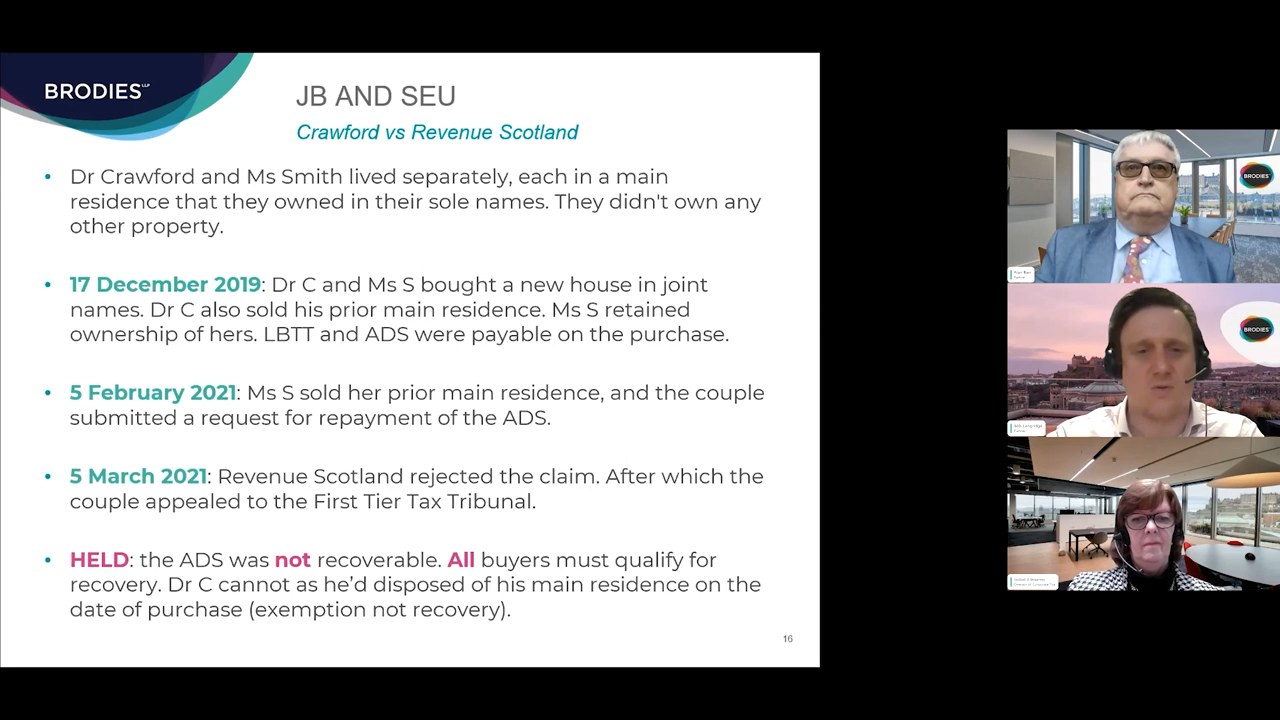 BRODIES LLP
JB AND SEU
Crawford vs Revenue Scotland
• Dr Crawford and Ms Smith lived separately, each in a main
residence that they owned in their sole names. They didn't own any
other property.
• 17 December 2019: Dr C and Ms S bought a new house in joint
names. Dr C also sold his prior main residence. Ms S retained
ownership of hers. LBTT and ADS were payable on the purchase.
• 5 February 2021: Ms S sold her prior main residence, and the couple
submitted a request for repayment of the ADS.
• 5 March 2021: Revenue Scotland rejected the claim. After which the
couple appealed to the First Tier Tax Tribunal.
• HELD: the ADS was not recoverable. All buyers must qualify for
recovery. Dr C cannot as he’d disposed of his main residence on the
date of purchase (exemption not recovery).
16
BRODIES
BRODIES
BRODIES